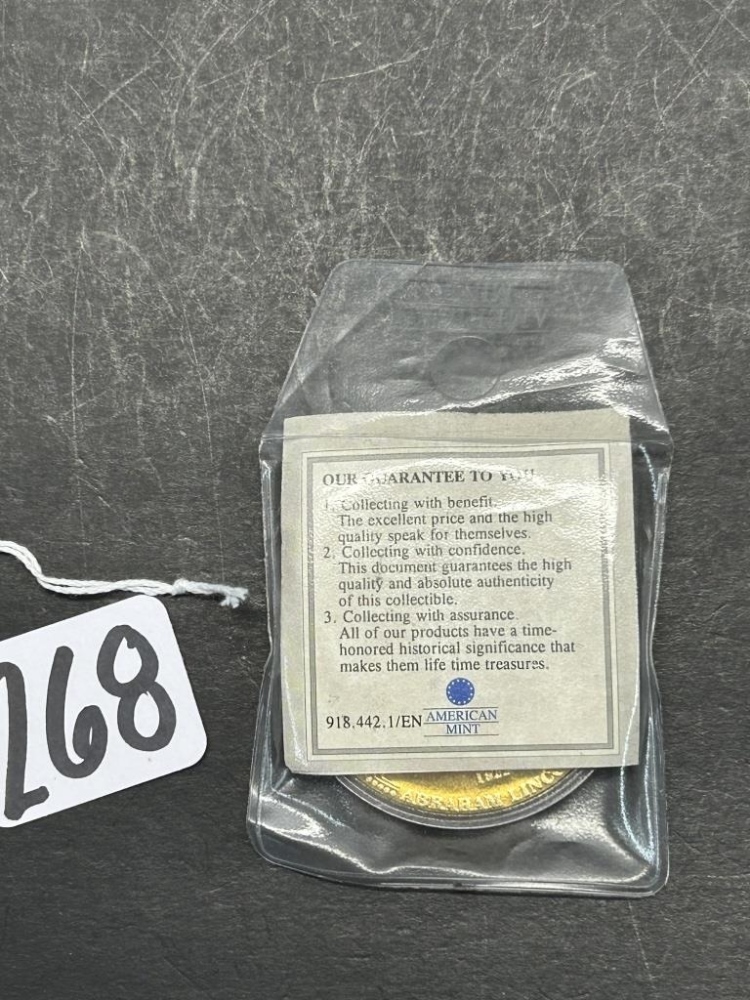 OUR GUARANTEE TO YOU
1. Collecting with benefit.
The excellent price and the high
quality speak for themselves.
2. Collecting with confidence.
This document guarantees the high
quality and absolute authenticity
of this collectible.
3. Collecting with assurance.
All of our products have a time-
honored historical significance that
makes them life time treasures.
918.442.1/EN
AMERICAN
MINT
268
ABRAHAM